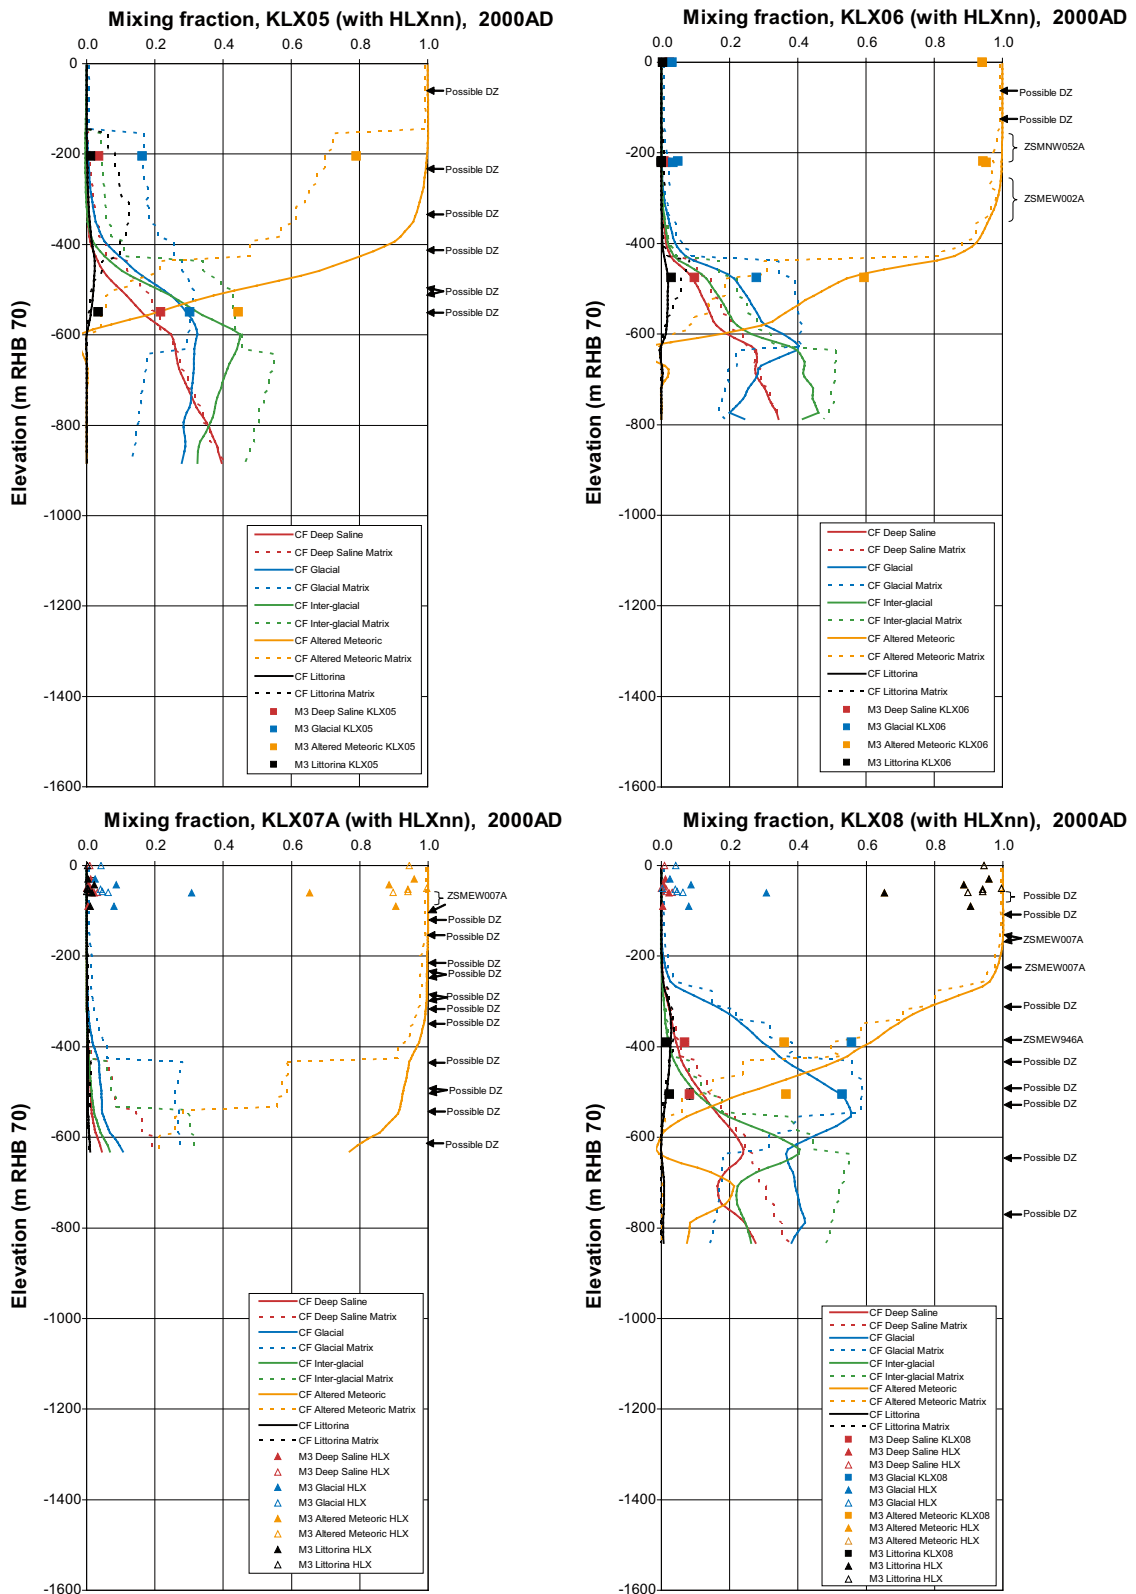 Mixing fraction, KLX05 (with HLXnn), 2000AD
0.0 0.2 0.4 0.6 0.8 1.0
0
-200
-400
-600
-800
-1000
-1200
-1400
-1600
Elevation (m RHB 70)
Possible DZ
Possible DZ
Possible DZ
Possible DZ
Possible DZ
Possible DZ
CF Deep Saline
CF Deep Saline Matrix
CF Glacial
CF Glacial Matrix
CF Inter-glacial
CF Inter-glacial Matrix
CF Altered Meteoric
CF Altered Meteoric Matrix
CF Littorina
CF Littorina Matrix
M3 Deep Saline KLX05
M3 Glacial KLX05
M3 Altered Meteoric KLX05
M3 Littorina KLX05
Mixing fraction, KLX06 (with HLXnn), 2000AD
0.0 0.2 0.4 0.6 0.8 1.0
0
-200
-400
-600
-800
-1000
-1200
-1400
-1600
Elevation (m RHB 70)
Possible DZ
Possible DZ
ZSMNW052A
ZSMEW002A
CF Deep Saline
CF Deep Saline Matrix
CF Glacial
CF Glacial Matrix
CF Inter-glacial
CF Inter-glacial Matrix
CF Altered Meteoric
CF Altered Meteoric Matrix
CF Littorina
CF Littorina Matrix
M3 Deep Saline KLX06
M3 Glacial KLX06
M3 Altered Meteoric KLX06
M3 Littorina KLX06
Mixing fraction, KLX07A (with HLXnn), 2000AD
0.0 0.2 0.4 0.6 0.8 1.0
0
-200
-400
-600
-800
-1000
-1200
-1400
-1600
Elevation (m RHB 70)
ZSMEW007A
Possible DZ
Possible DZ
Possible DZ
Possible DZ
Possible DZ
Possible DZ
Possible DZ
Possible DZ
Possible DZ
Possible DZ
Possible DZ
CF Deep Saline
CF Deep Saline Matrix
CF Glacial
CF Glacial Matrix
CF Inter-glacial
CF Inter-glacial Matrix
CF Altered Meteoric
CF Altered Meteoric Matrix
CF Littorina
CF Littorina Matrix
M3 Deep Saline HLX
M3 Deep Saline HLX
M3 Glacial HLX
M3 Glacial HLX
M3 Altered Meteoric HLX
M3 Altered Meteoric HLX
M3 Littorina HLX
M3 Littorina HLX
Mixing fraction, KLX08 (with HLXnn), 2000AD
0.0 0.2 0.4 0.6 0.8 1.0
0
-200
-400
-600
-800
-1000
-1200
-1400
-1600
Elevation (m RHB 70)
Possible DZ
Possible DZ
ZSMEW007A
ZSMEW007A
Possible DZ
ZSMEW946A
Possible DZ
Possible DZ
Possible DZ
Possible DZ
Possible DZ
CF Deep Saline
CF Deep Saline Matrix
CF Glacial
CF Glacial Matrix
CF Inter-glacial
CF Inter-glacial Matrix
CF Altered Meteoric
CF Altered Meteoric Matrix
CF Littorina
CF Littorina Matrix
M3 Deep Saline KLX08
M3 Deep Saline HLX
M3 Deep Saline HLX
M3 Glacial KLX08
M3 Glacial HLX
M3 Glacial HLX
M3 Altered Meteoric KLX08
M3 Altered Meteoric HLX
M3 Altered Meteoric HLX
M3 Littorina KLX08
M3 Littorina HLX
M3 Littorina HLX